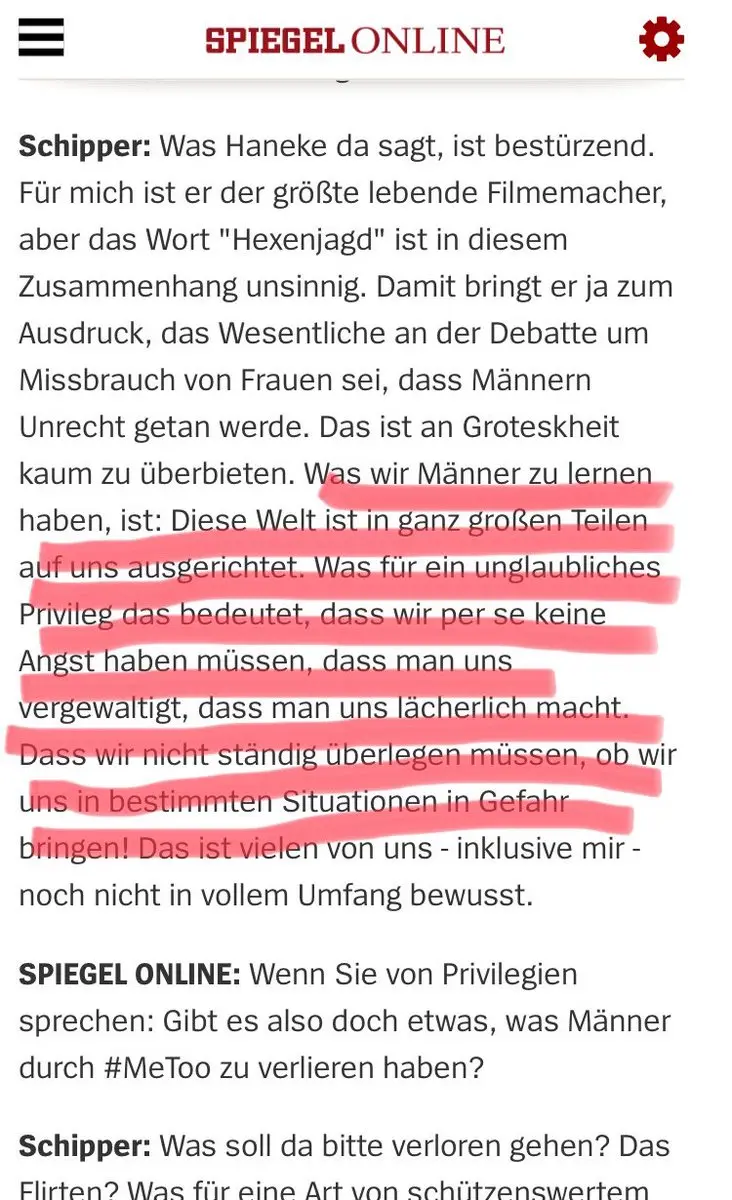 SPIEGEL ONLINE
Schipper: Was Haneke da sagt, ist bestürzend.
Für mich ist er der größte lebende Filmemacher,
aber das Wort "Hexenjagd" ist in diesem
Zusammenhang unsinnig. Damit bringt er ja zum
Ausdruck, das Wesentliche an der Debatte um
Missbrauch von Frauen sei, dass Männern
Unrecht getan werde. Das ist an Groteskheit
kaum zu überbieten. Was wir Männer zu lernen
haben, ist: Diese Welt ist in ganz großen Teilen
auf uns ausgerichtet. Was für ein unglaubliches
Privileg das bedeutet, dass wir per se keine
Angst haben müssen, dass man uns
vergewaltigt, dass man uns lächerlich macht.
Dass wir nicht ständig überlegen müssen, ob wir
uns in bestimmten Situationen in Gefahr
bringen! Das ist vielen von uns - inklusive mir -
noch nicht in vollem Umfang bewusst.
SPIEGEL ONLINE: Wenn Sie von Privilegien
sprechen: Gibt es also doch etwas, was Männer
durch #MeToo zu verlieren haben?
Schipper: Was soll da bitte verloren gehen? Das
Flirten? Was für eine Art von schützenswertem